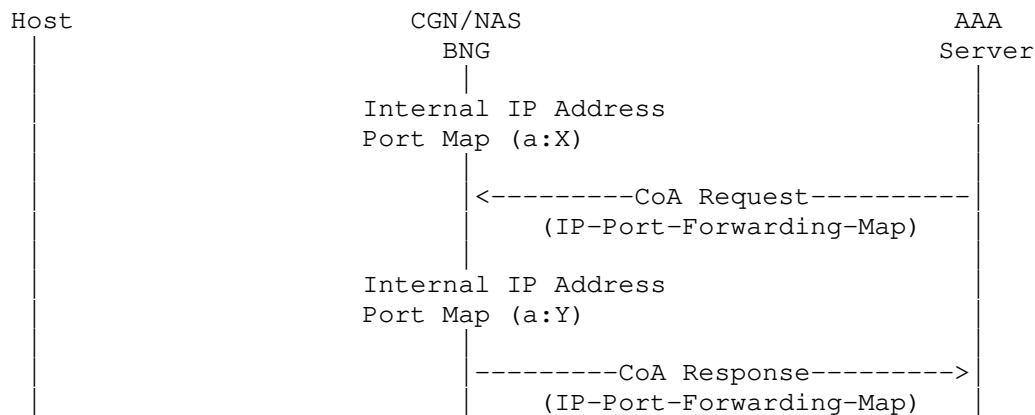 Host CGN/NAS AAA
BNG Server
Internal IP Address
Port Map (a:X)
<---------CoA Request----------
(IP-Port-Forwarding-Map)
Internal IP Address
Port Map (a:Y)
---------CoA Response--------->
(IP-Port-Forwarding-Map)